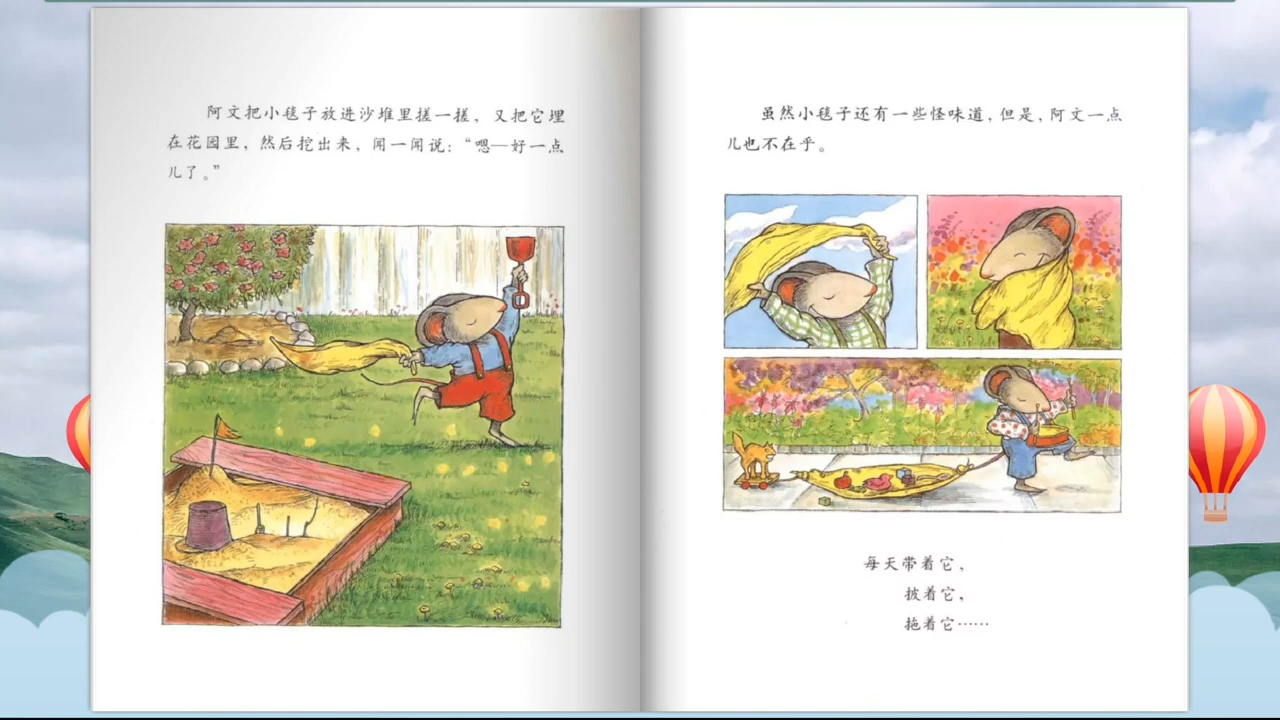 阿文把小毯子放进沙堆里搓一搓，又把它埋
在花园里，然后挖出来，闻一闻说：“嗯—好一点
儿了。”
虽然小毯子还有一些怪味道，但是，阿文一点
儿也不在乎。
每天带着它，
披着它，
拖着它……